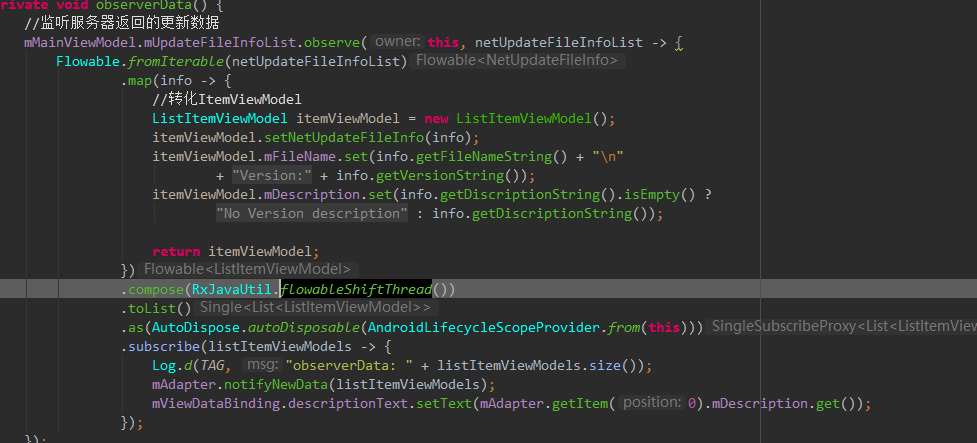 rivate void observerData() {
//监听服务器返回的更新数据
mMainViewModel.mUpdateFileInfoList.observe( owner: this, netUpdateFileInfoList -> {
Flowable.fromIterable(netUpdateFileInfoList) Flowable<NetUpdateFileInfo>
.map(info -> {
//转化ItemViewModel
ListItemViewModel itemViewModel = new ListItemViewModel();
itemViewModel.setNetUpdateFileInfo(info);
itemViewModel.mFileName.set(info.getFileNameString() + "\n"
+ "Version:" + info.getVersionString());
itemViewModel.mDescription.set(info.getDiscriptionString().isEmpty() ?
"No Version description" : info.getDiscriptionString());
return itemViewModel;
}) Flowable<ListItemViewModel>
.compose(RxJavaUtil.flowableShiftThread())
.toList() Single<List<ListItemViewModel>>
.as(AutoDispose.autoDisposable(AndroidLifecycleScopeProvider.from(this))) SingleSubscribeProxy<List<ListItemView
.subscribe(listItemViewModels -> {
Log.d(TAG, msg: "observerData: " + listItemViewModels.size());
mAdapter.notifyNewData(listItemViewModels);
mViewDataBinding.descriptionText.setText(mAdapter.getItem( position: 0).mDescription.get());
});
});